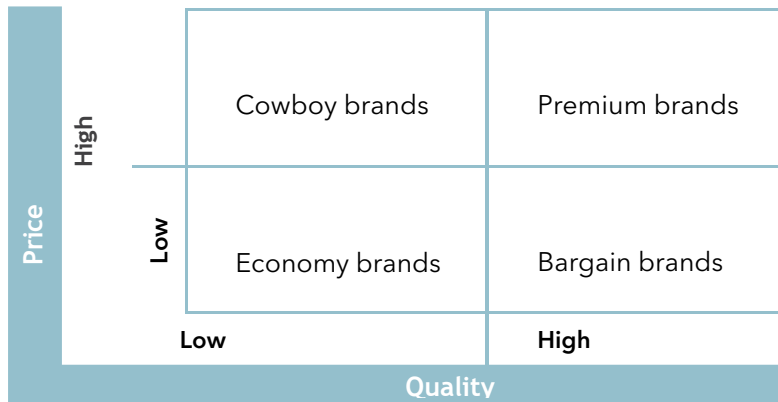 Cowboy brands
Premium brands
High
Price
Low
Economy brands
Bargain brands
Low
High
Quality